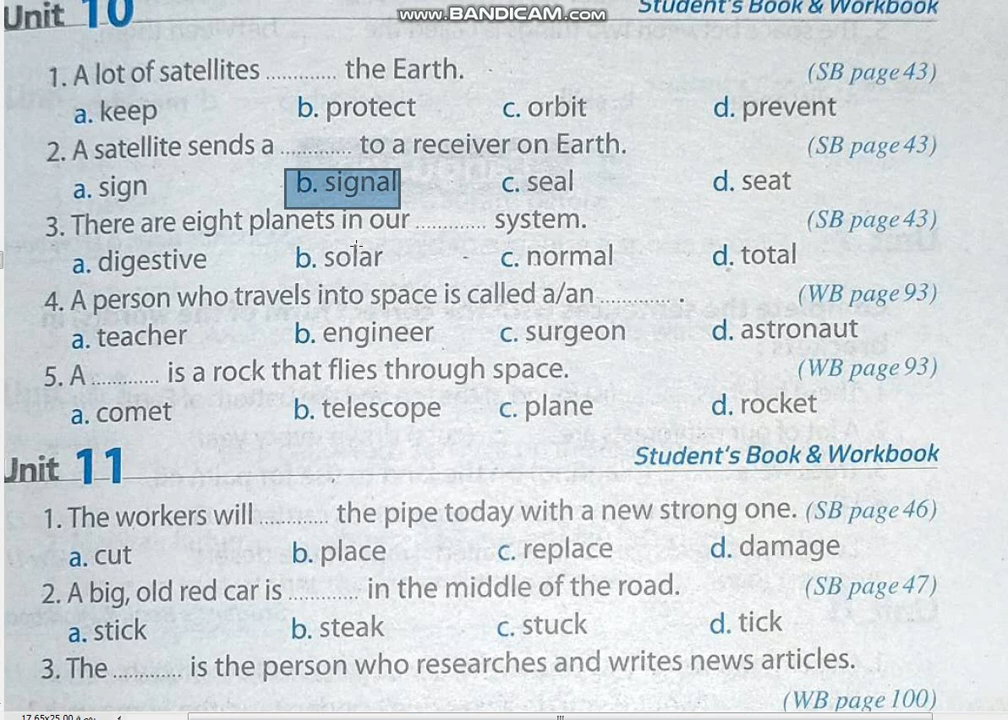 Unit 10 Student's Book & Workbook
www.BANDICAM.com
1. A lot of satellites ............ the Earth. (SB page 43)
a. keep b. protect c. orbit d. prevent
2. A satellite sends a ............ to a receiver on Earth. (SB page 43)
a. sign b. signal c. seal d. seat
3. There are eight planets in our ............ system. (SB page 43)
a. digestive b. solar c. normal d. total
4. A person who travels into space is called a/an ............ . (WB page 93)
a. teacher b. engineer c. surgeon d. astronaut
5. A ............ is a rock that flies through space. (WB page 93)
a. comet b. telescope c. plane d. rocket
Unit 11 Student's Book & Workbook
1. The workers will ............ the pipe today with a new strong one. (SB page 46)
a. cut b. place c. replace d. damage
2. A big, old red car is ............ in the middle of the road. (SB page 47)
a. stick b. steak c. stuck d. tick
3. The ............ is the person who researches and writes news articles.
(WB page 100)